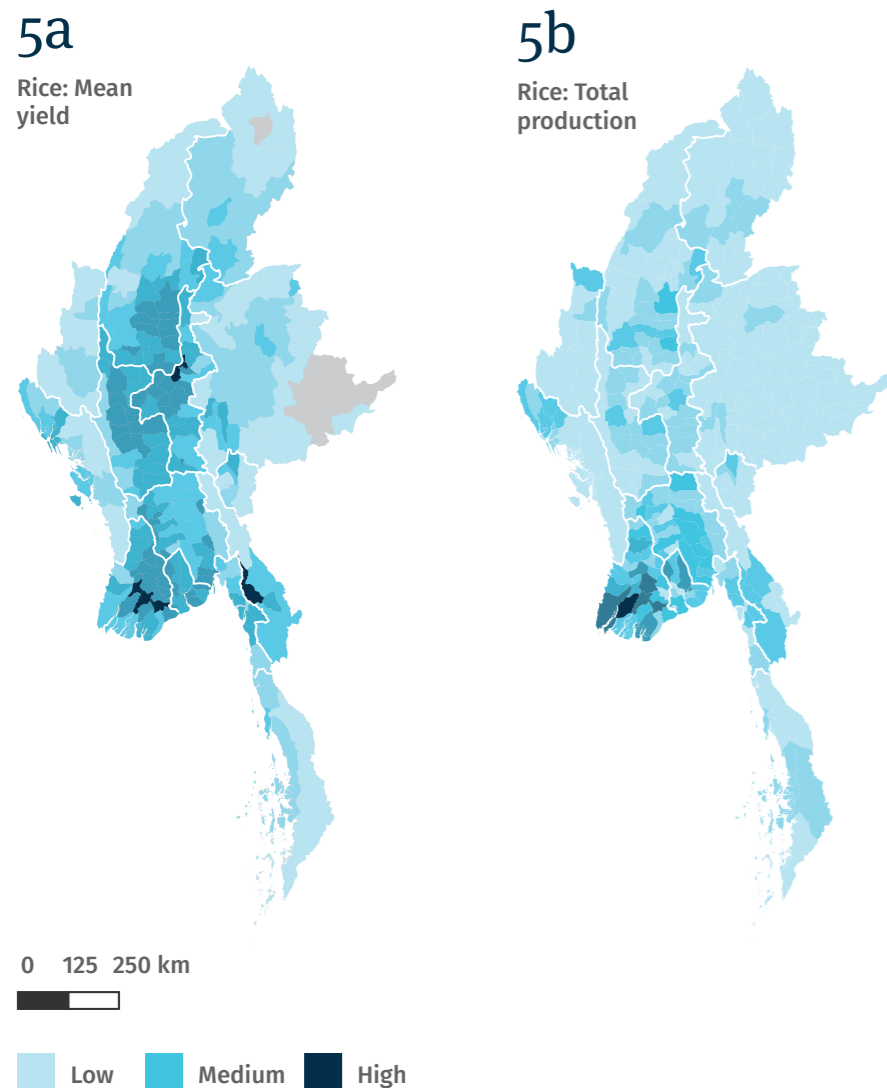 5a
Rice: Mean
yield
5b
Rice: Total
production
0 125 250 km
Low Medium High